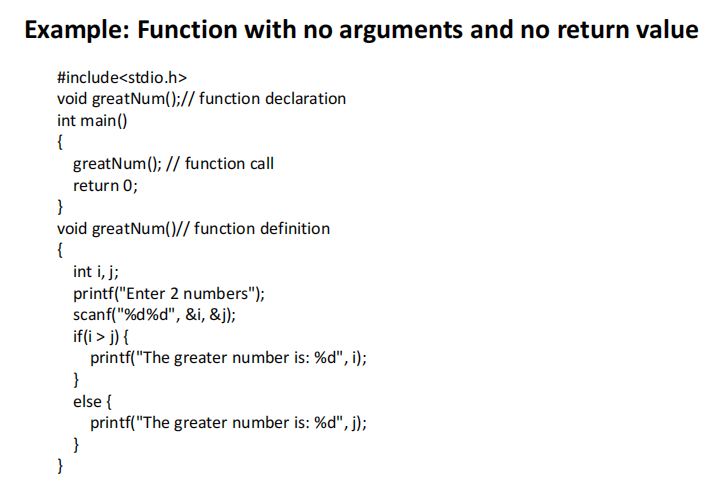 Example: Function with no arguments and no return value
#include<stdio.h>
void greatNum();// function declaration
int main()
{
greatNum(); // function call
return 0;
}
void greatNum()// function definition
{
int i, j;
printf("Enter 2 numbers");
scanf("%d%d", &i, &j);
if(i > j) {
printf("The greater number is: %d", i);
}
else {
printf("The greater number is: %d", j);
}
}